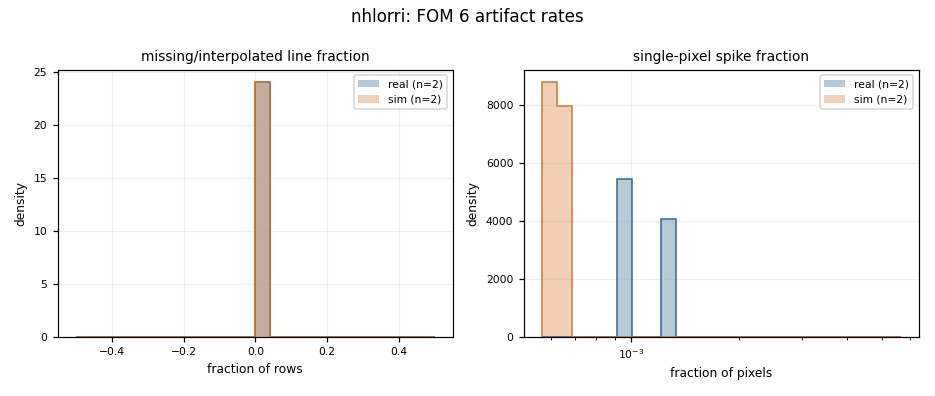 nhlorri: FOM 6 artifact rates
missing/interpolated line fraction
real (n=2)
sim (n=2)
density
25
20
15
10
5
0
−0.4
−0.2
0.0
0.2
0.4
fraction of rows
single-pixel spike fraction
real (n=2)
sim (n=2)
density
8000
6000
4000
2000
0
10⁻³
fraction of pixels